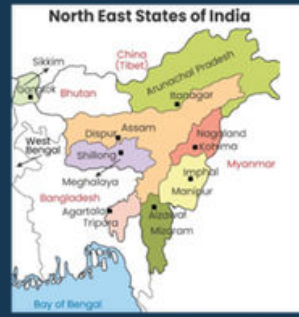 North East States of India
China
(Tibet)
Sikkim
Arunachal Pradesh
Gangtok
Bhutan
Itanagar
Dispur
Assam
Nagaland
West
Bengal
Shillong
Kohima
Meghalaya
Imphal
Myanmar
Manipur
Bangladesh
Agartala
Aizawal
Tripura
Mizoram
Bay of Bengal